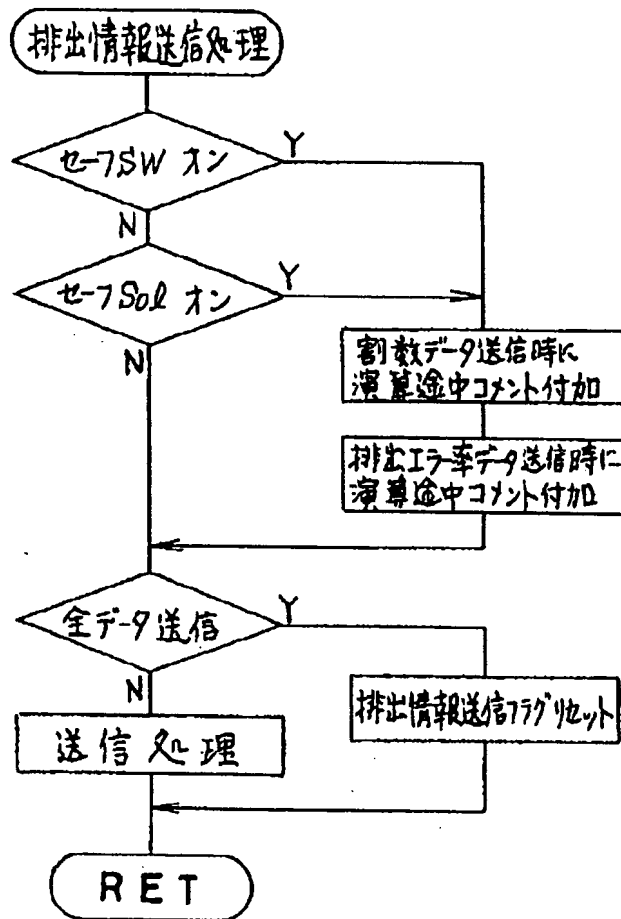 排出情報送信処理
セーフSW オン
Y
N
セーフSol オン
Y
N
割数データ送信時に
演算途中コメント付加
排出エラー率データ送信時に
演算途中コメント付加
全データ送信
Y
N
排出情報送信フラグリセット
送信処理
RET